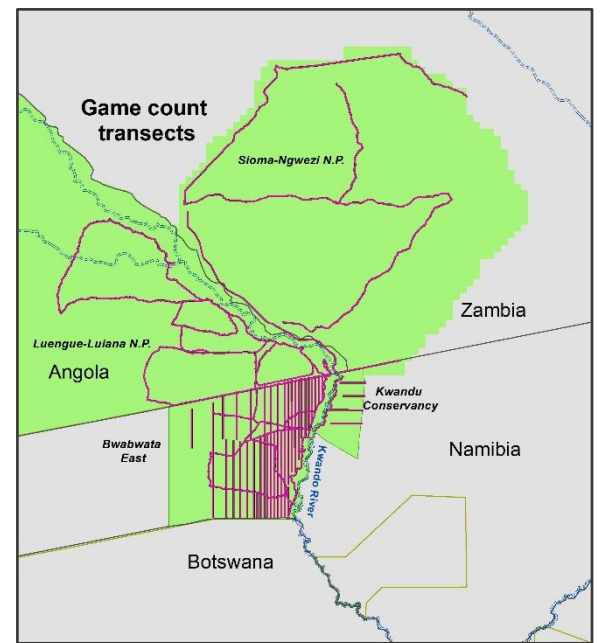 Game count
transects
Sioma-Ngwezi N.P.
Zambia
Luengue-Luiana N.P.
Angola
Kwandu
Conservancy
Bwabwata
East
Namibia
Kwando River
Botswana